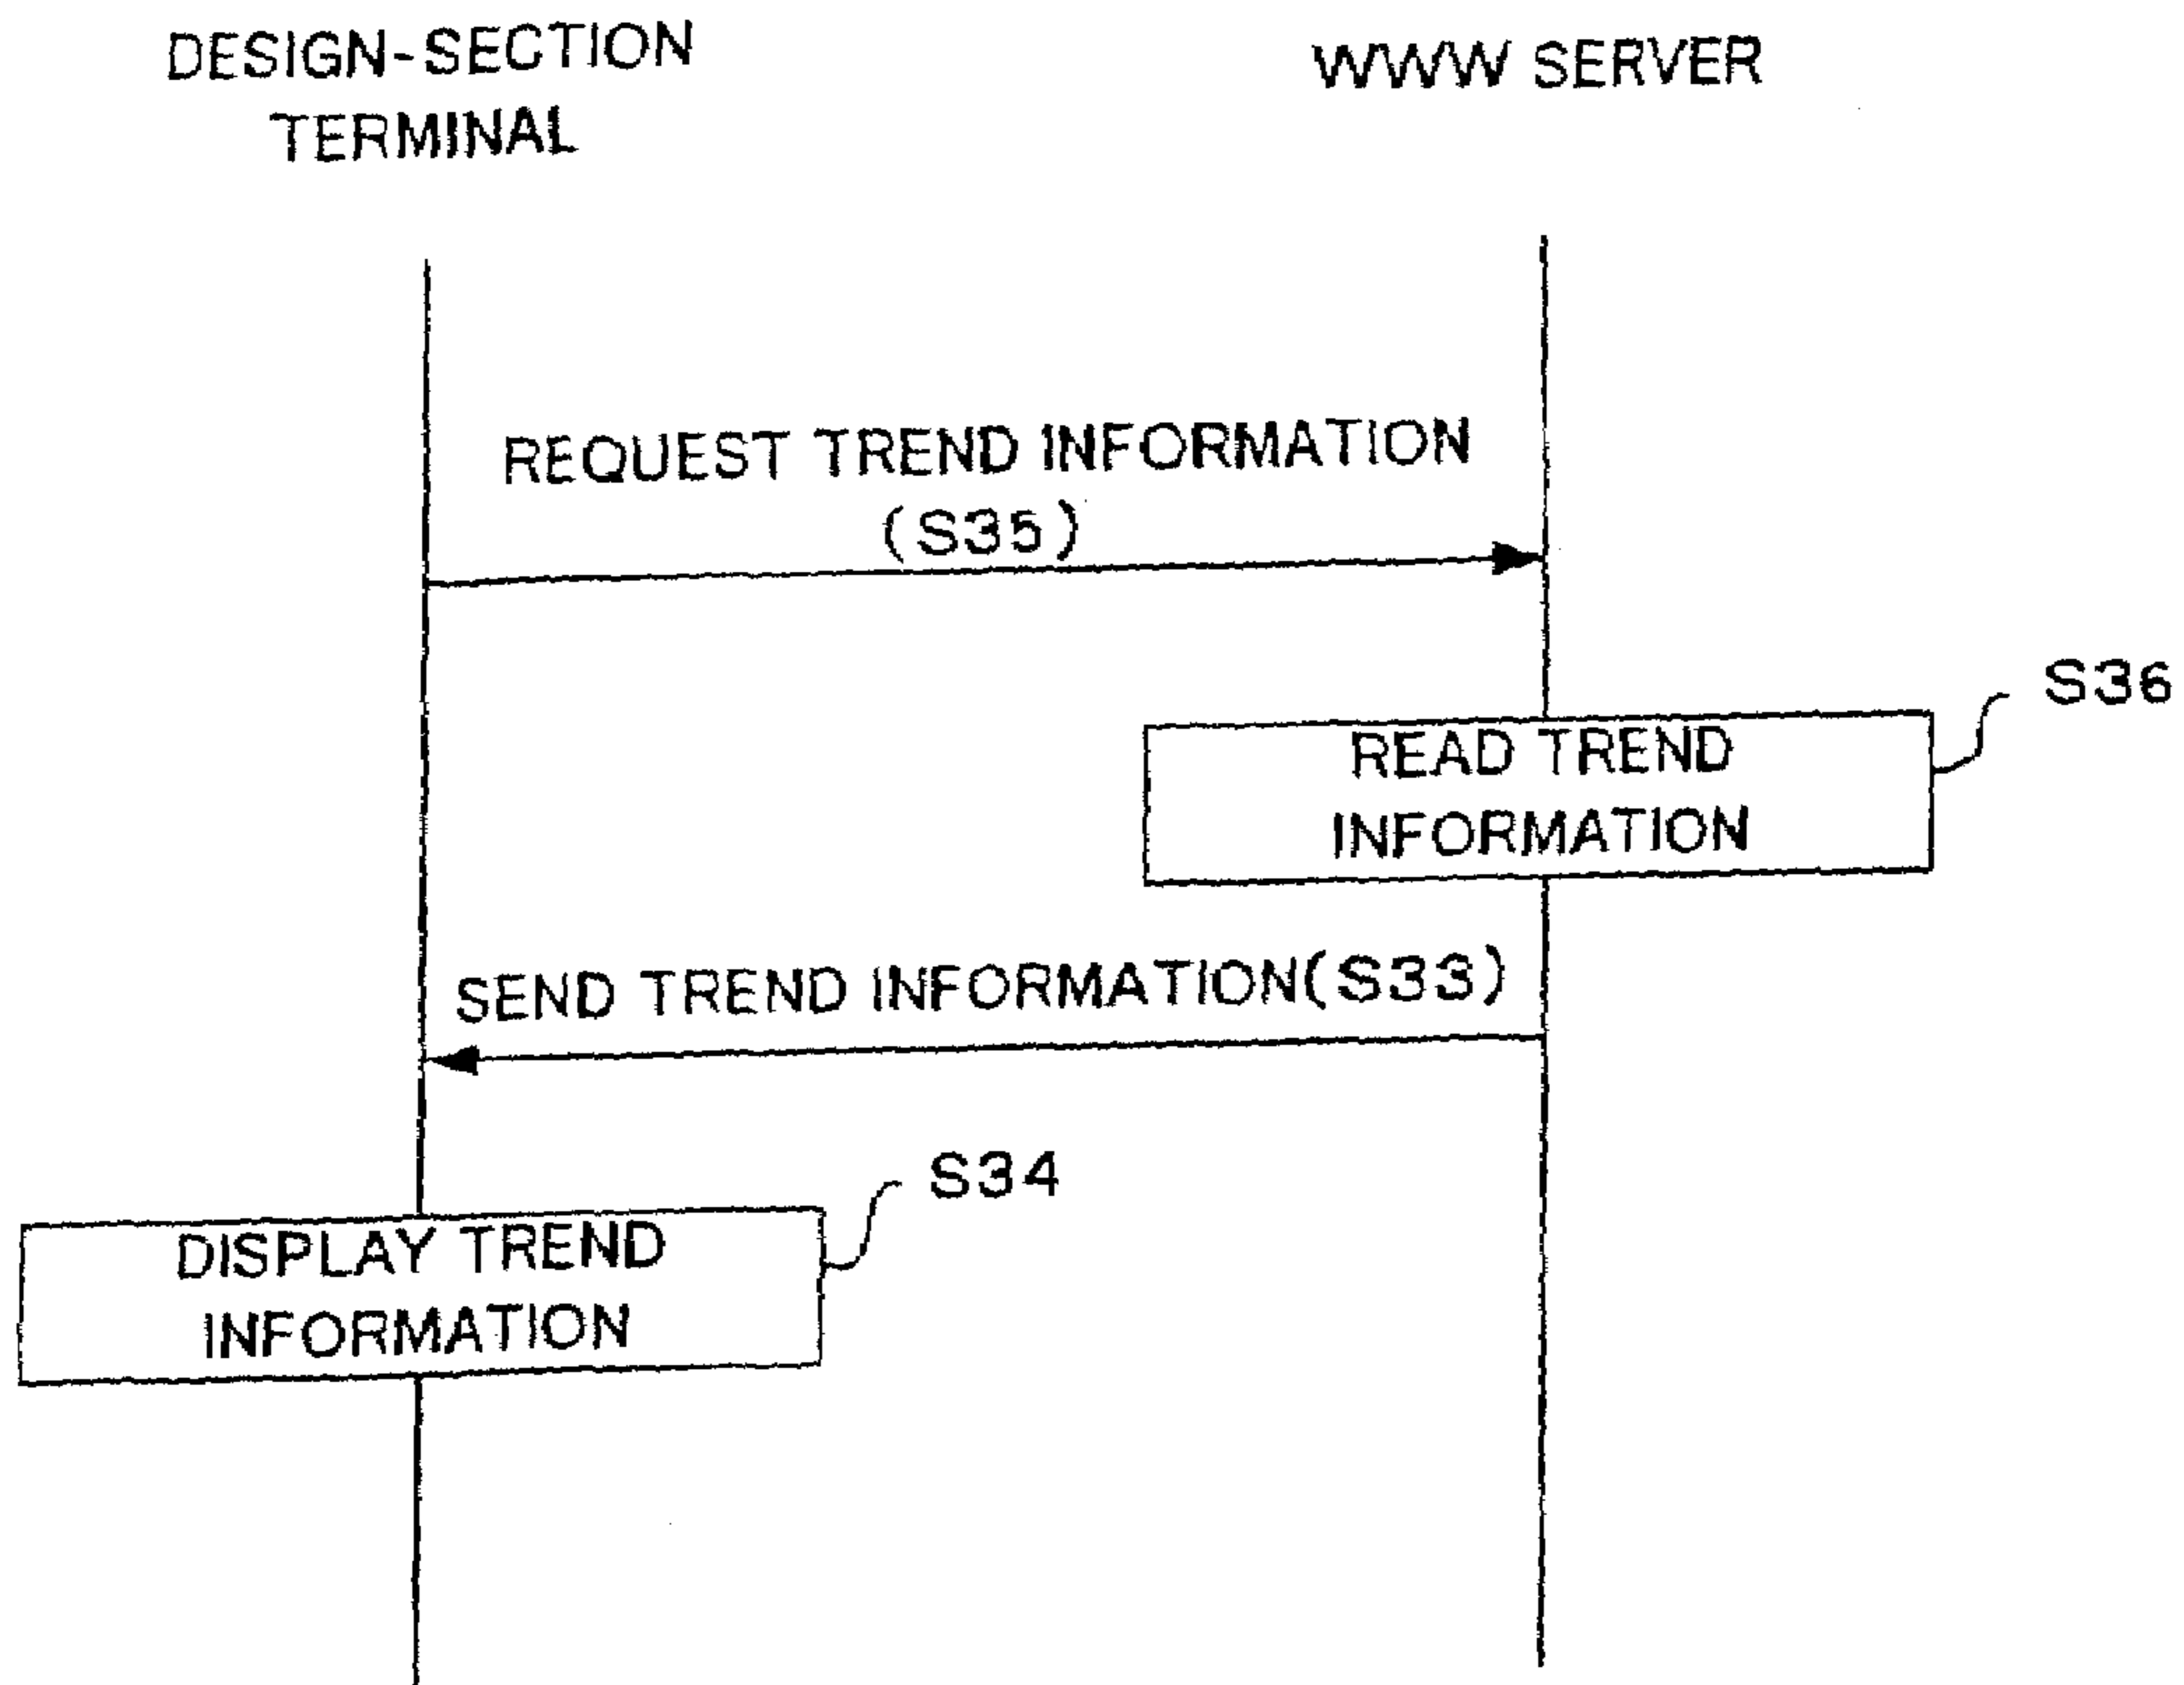 DESIGN-SECTION
TERMINAL
WWW SERVER
REQUEST TREND INFORMATION
(S35)
S36
READ TREND
INFORMATION
SEND TREND INFORMATION(S33)
S34
DISPLAY TREND
INFORMATION